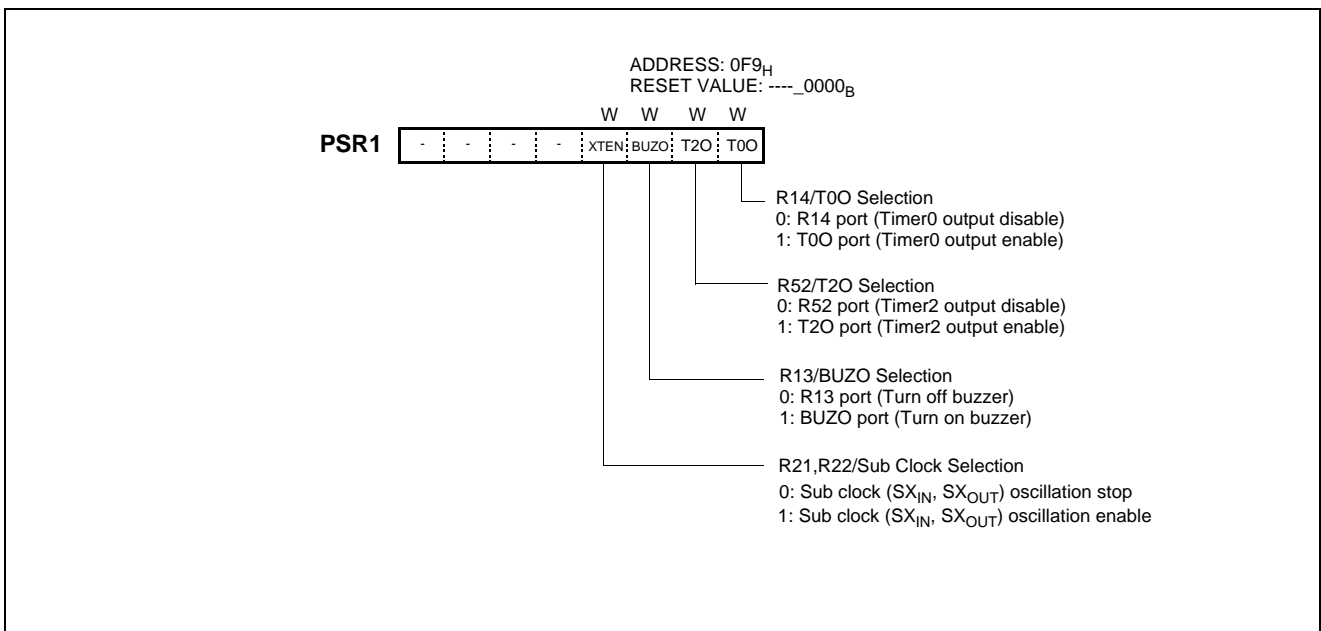 ADDRESS: 0F9H
RESET VALUE: ----_0000B
W W W W
PSR1 - - - - XTEN BUZO T2O T0O
R14/T0O Selection
0: R14 port (Timer0 output disable)
1: T0O port (Timer0 output enable)
R52/T2O Selection
0: R52 port (Timer2 output disable)
1: T2O port (Timer2 output enable)
R13/BUZO Selection
0: R13 port (Turn off buzzer)
1: BUZO port (Turn on buzzer)
R21,R22/Sub Clock Selection
0: Sub clock (SXIN, SXOUT) oscillation stop
1: Sub clock (SXIN, SXOUT) oscillation enable